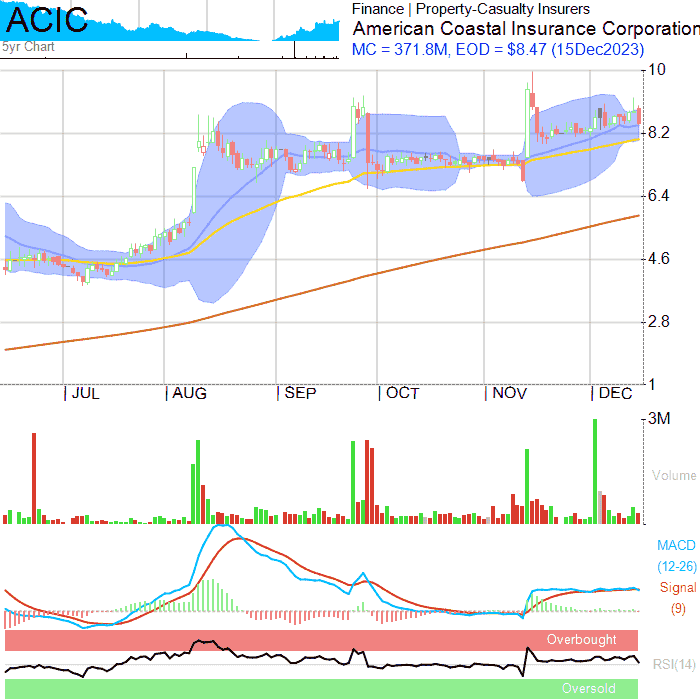 ACIC
5yr Chart
Finance | Property-Casualty Insurers
American Coastal Insurance Corporation
MC = 371.8M, EOD = $8.47 (15Dec2023)
10
8.2
6.4
4.6
2.8
1
JUL
AUG
SEP
OCT
NOV
DEC
3M
Volume
MACD
(12-26)
Signal
(9)
Overbought
RSI(14)
Oversold